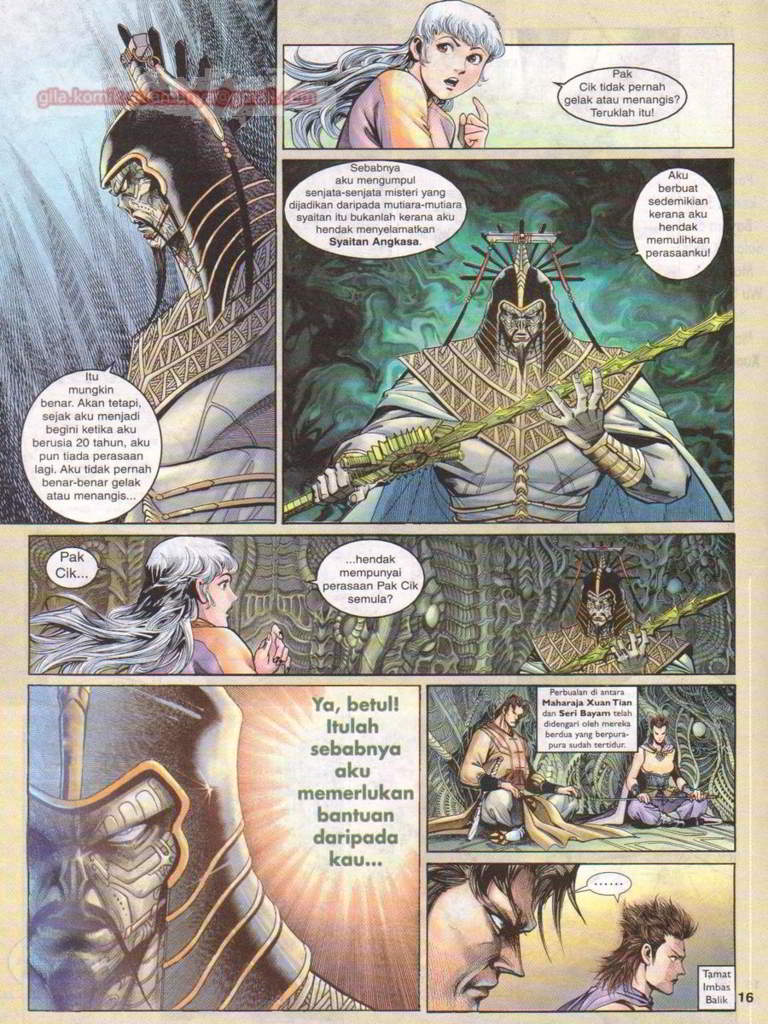 Pak
Cik tidak pernah
gelak atau menangis?
Teruklah itu!
Itu
mungkin
benar. Akan tetapi,
sejak aku menjadi
begini ketika aku
berusia 20 tahun, aku
pun tiada perasaan
lagi. Aku tidak pernah
benar-benar gelak
atau menangis...
Sebabnya
aku mengumpul
senjata-senjata misteri yang
dijadikan daripada mutiara-mutiara
syaitan itu bukanlah kerana aku
hendak menyelamatkan
Syaitan Angkasa.
Aku
berbuat
sedemikian
kerana aku
hendak
memulihkan
perasaanku!
Pak
Cik...
...hendak
mempunyai
perasaan Pak Cik
semula?
Ya, betul!
Itulah
sebabnya
aku
memerlukan
bantuan
daripada
kau...
Perbualan di antara
Maharaja Xuan Tian
dan Seri Bayam telah
didengari oleh mereka
berdua yang berpura-
pura sudah tertidur.
......
Tamat
Imbas
Balik
16